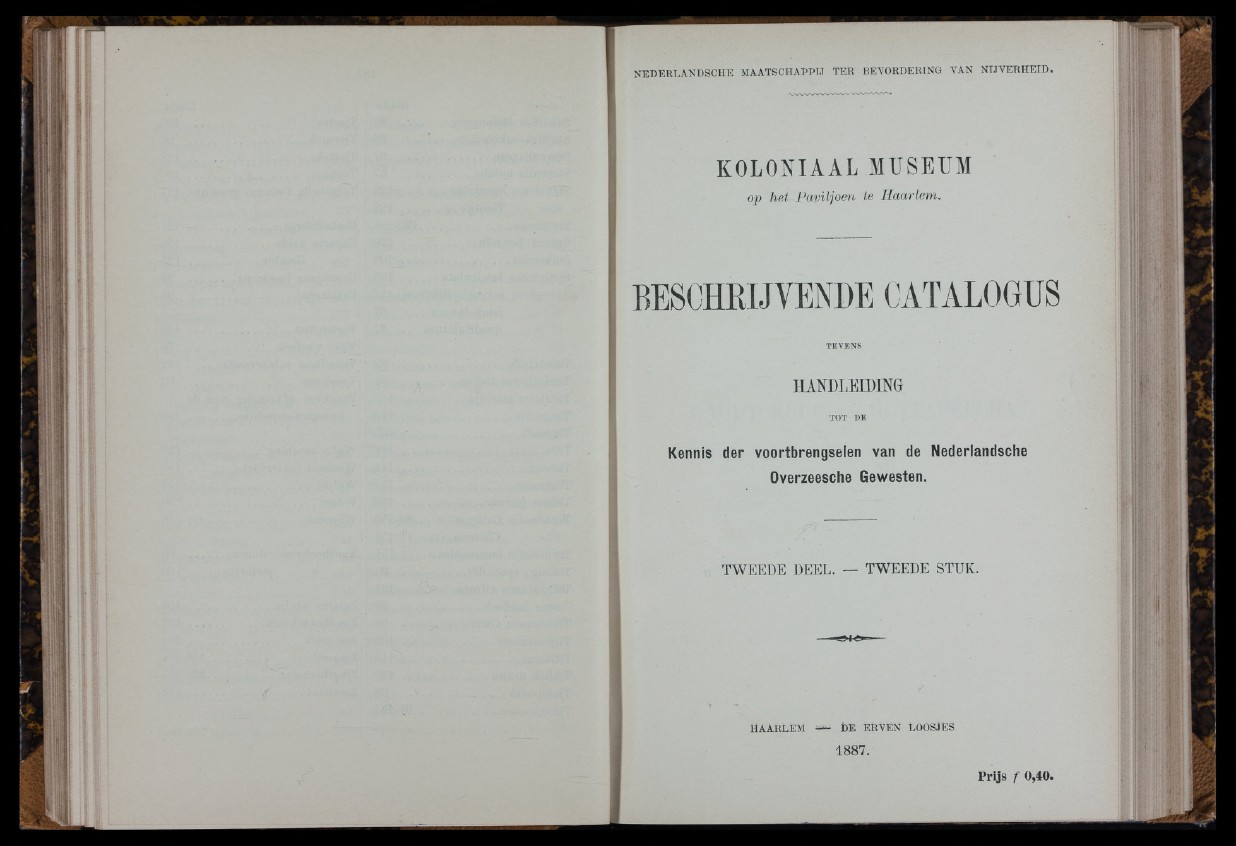 NEDERLANDSCHE MAATSCHAPPIJ TER BEVORDERING VAN NIJVERHEID.
KOLONIAAL MUSEUM
op het Paviljoen te Haarlem.
BESCHRIJVENDE CATALOGUS
TEVENS
HANDLEIDING
TOT DE
Kennis der voortbrengselen van de Nederlandsche
Overzeesche Gewesten.
TWEEDE DEEL. — TWEEDE STUK.
HAARLEM — DE ERVEN LOOSJES
1887.
Prijs f 0,40.